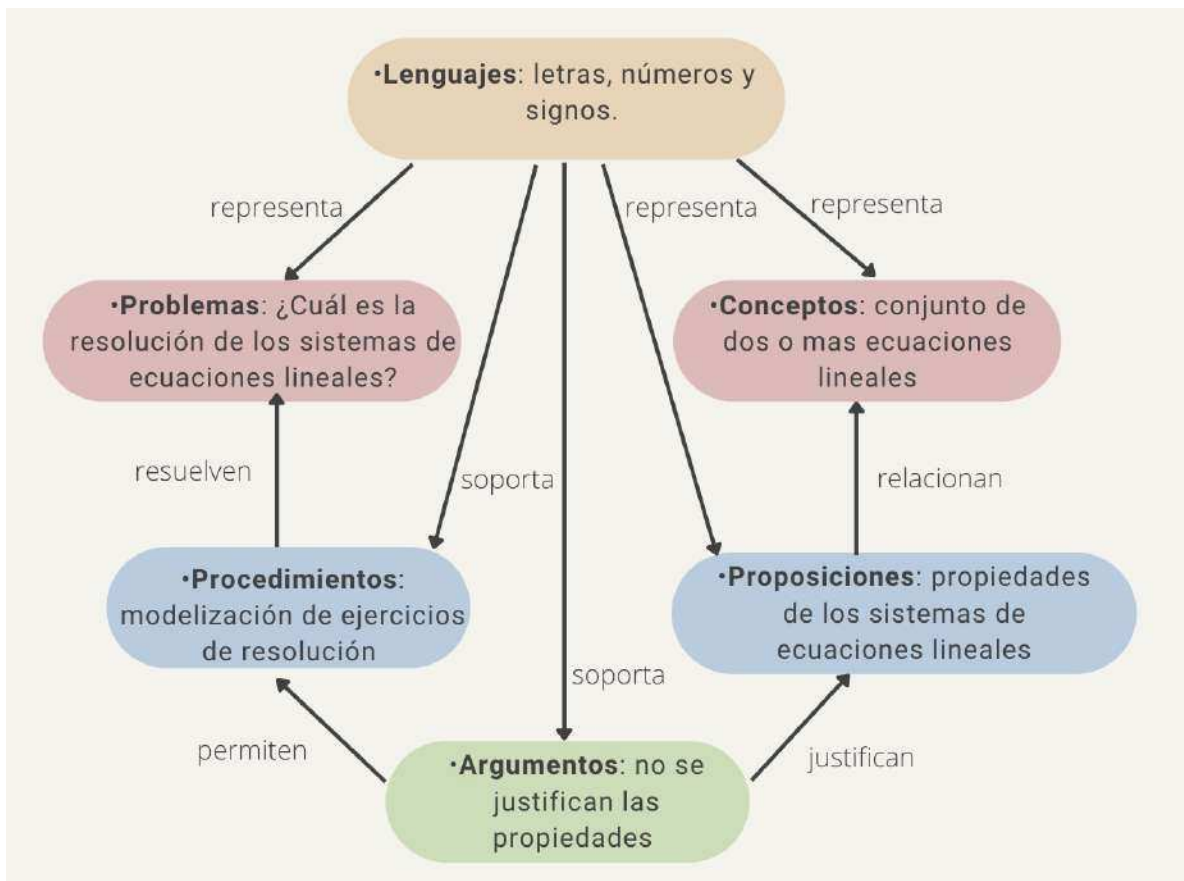 •Lenguajes: letras, números y
signos.
representa
representa
representa
•Problemas: ¿Cuál es la
resolución de los sistemas de
ecuaciones lineales?
•Conceptos: conjunto de
dos o mas ecuaciones
lineales
resuelven
soporta
relacionan
•Procedimientos:
modelización de ejercicios
de resolución
•Proposiciones: propiedades
de los sistemas de
ecuaciones lineales
soporta
permiten
justifican
•Argumentos: no se
justifican las
propiedades